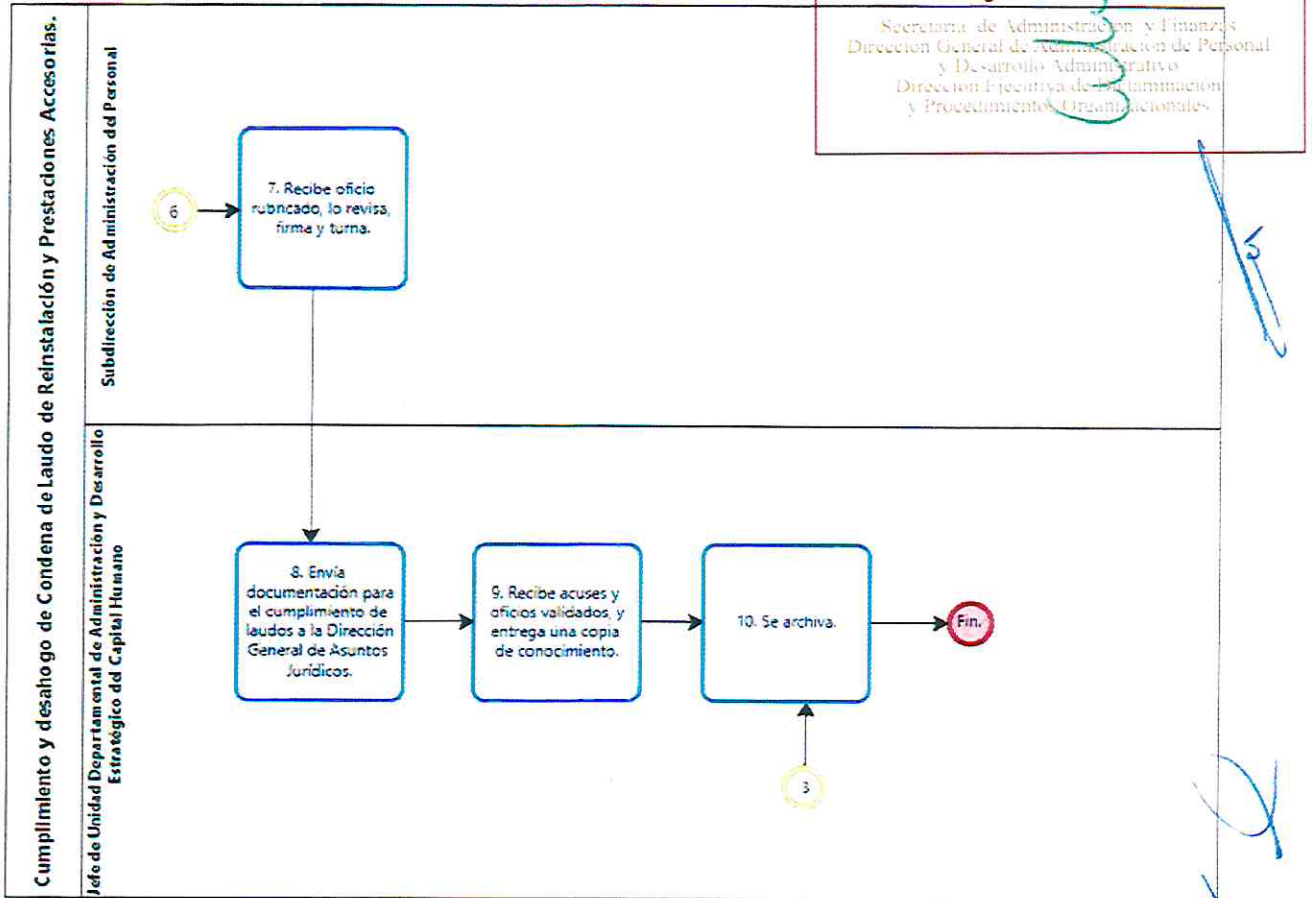 Secretaría de Administración y Finanzas
Dirección General de Administración de Personal
y Desarrollo Administrativo
Dirección Ejecutiva de Dictaminación
y Procedimientos Organizacionales
Cumplimiento y desahogo de Condena de Laudo de Reinstalación y Prestaciones Accesorias.
Subdirección de Administración del Personal
6
7. Recibe oficio
rubricado, lo revisa,
firma y turna.
Jefe de Unidad Departamental de Administración y Desarrollo
Estratégico del Capital Humano
8. Envía
documentación para
el cumplimiento de
laudos a la Dirección
General de Asuntos
Jurídicos.
9. Recibe acuses y
oficios validados, y
entrega una copia
de conocimiento.
10. Se archiva.
Fin.
3